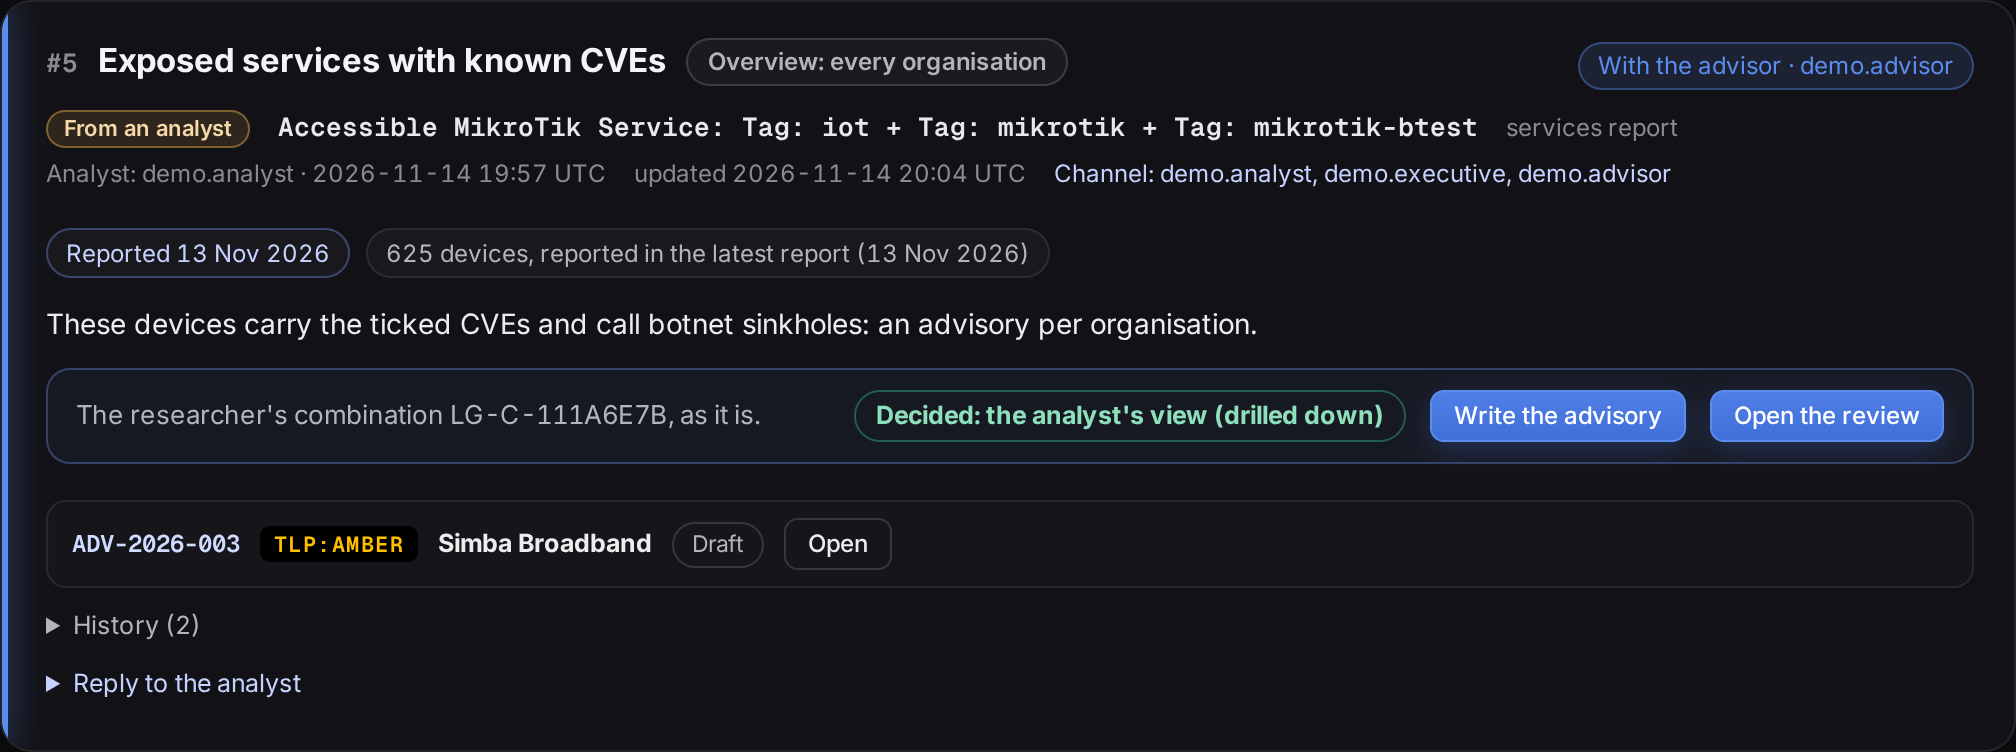 #5 Exposed services with known CVEs Overview: every organisation With the advisor · demo.advisor
From an analyst Accessible MikroTik Service: Tag: iot + Tag: mikrotik + Tag: mikrotik-btest services report
Analyst: demo.analyst · 2026-11-14 19:57 UTC updated 2026-11-14 20:04 UTC Channel: demo.analyst, demo.executive, demo.advisor
Reported 13 Nov 2026 625 devices, reported in the latest report (13 Nov 2026)
These devices carry the ticked CVEs and call botnet sinkholes: an advisory per organisation.
The researcher's combination LG-C-111A6E7B, as it is. Decided: the analyst's view (drilled down) Write the advisory Open the review
ADV-2026-003 TLP:AMBER Simba Broadband Draft Open
▶ History (2)
▶ Reply to the analyst